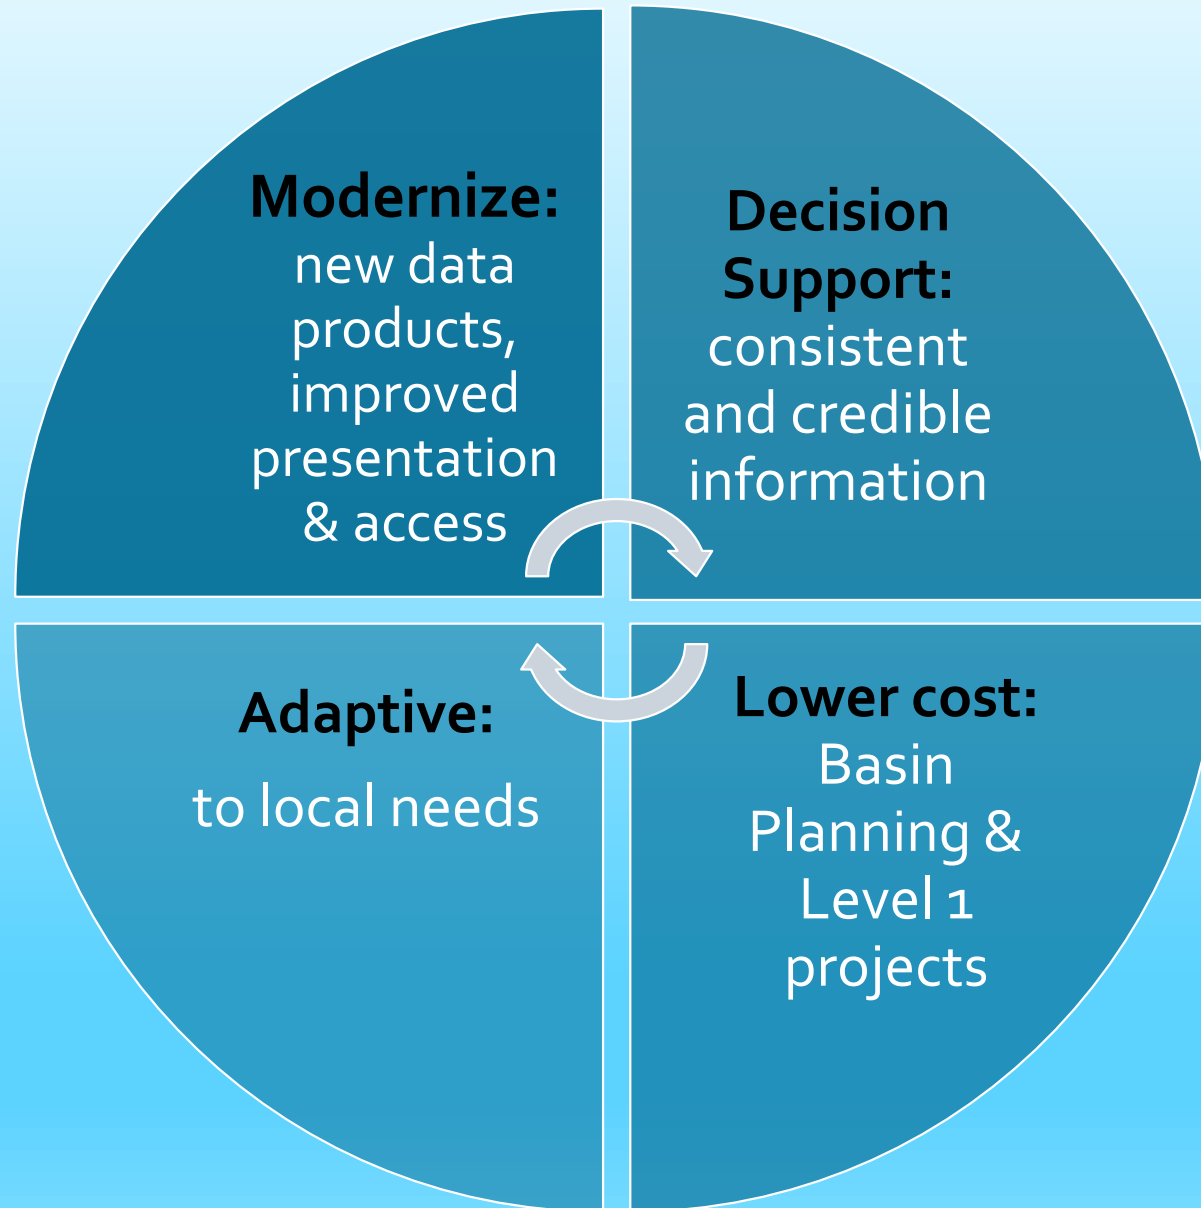 Modernize:
new data
products,
improved
presentation
& access
Decision
Support:
consistent
and credible
information
Adaptive:
to local needs
Lower cost:
Basin
Planning &
Level 1
projects